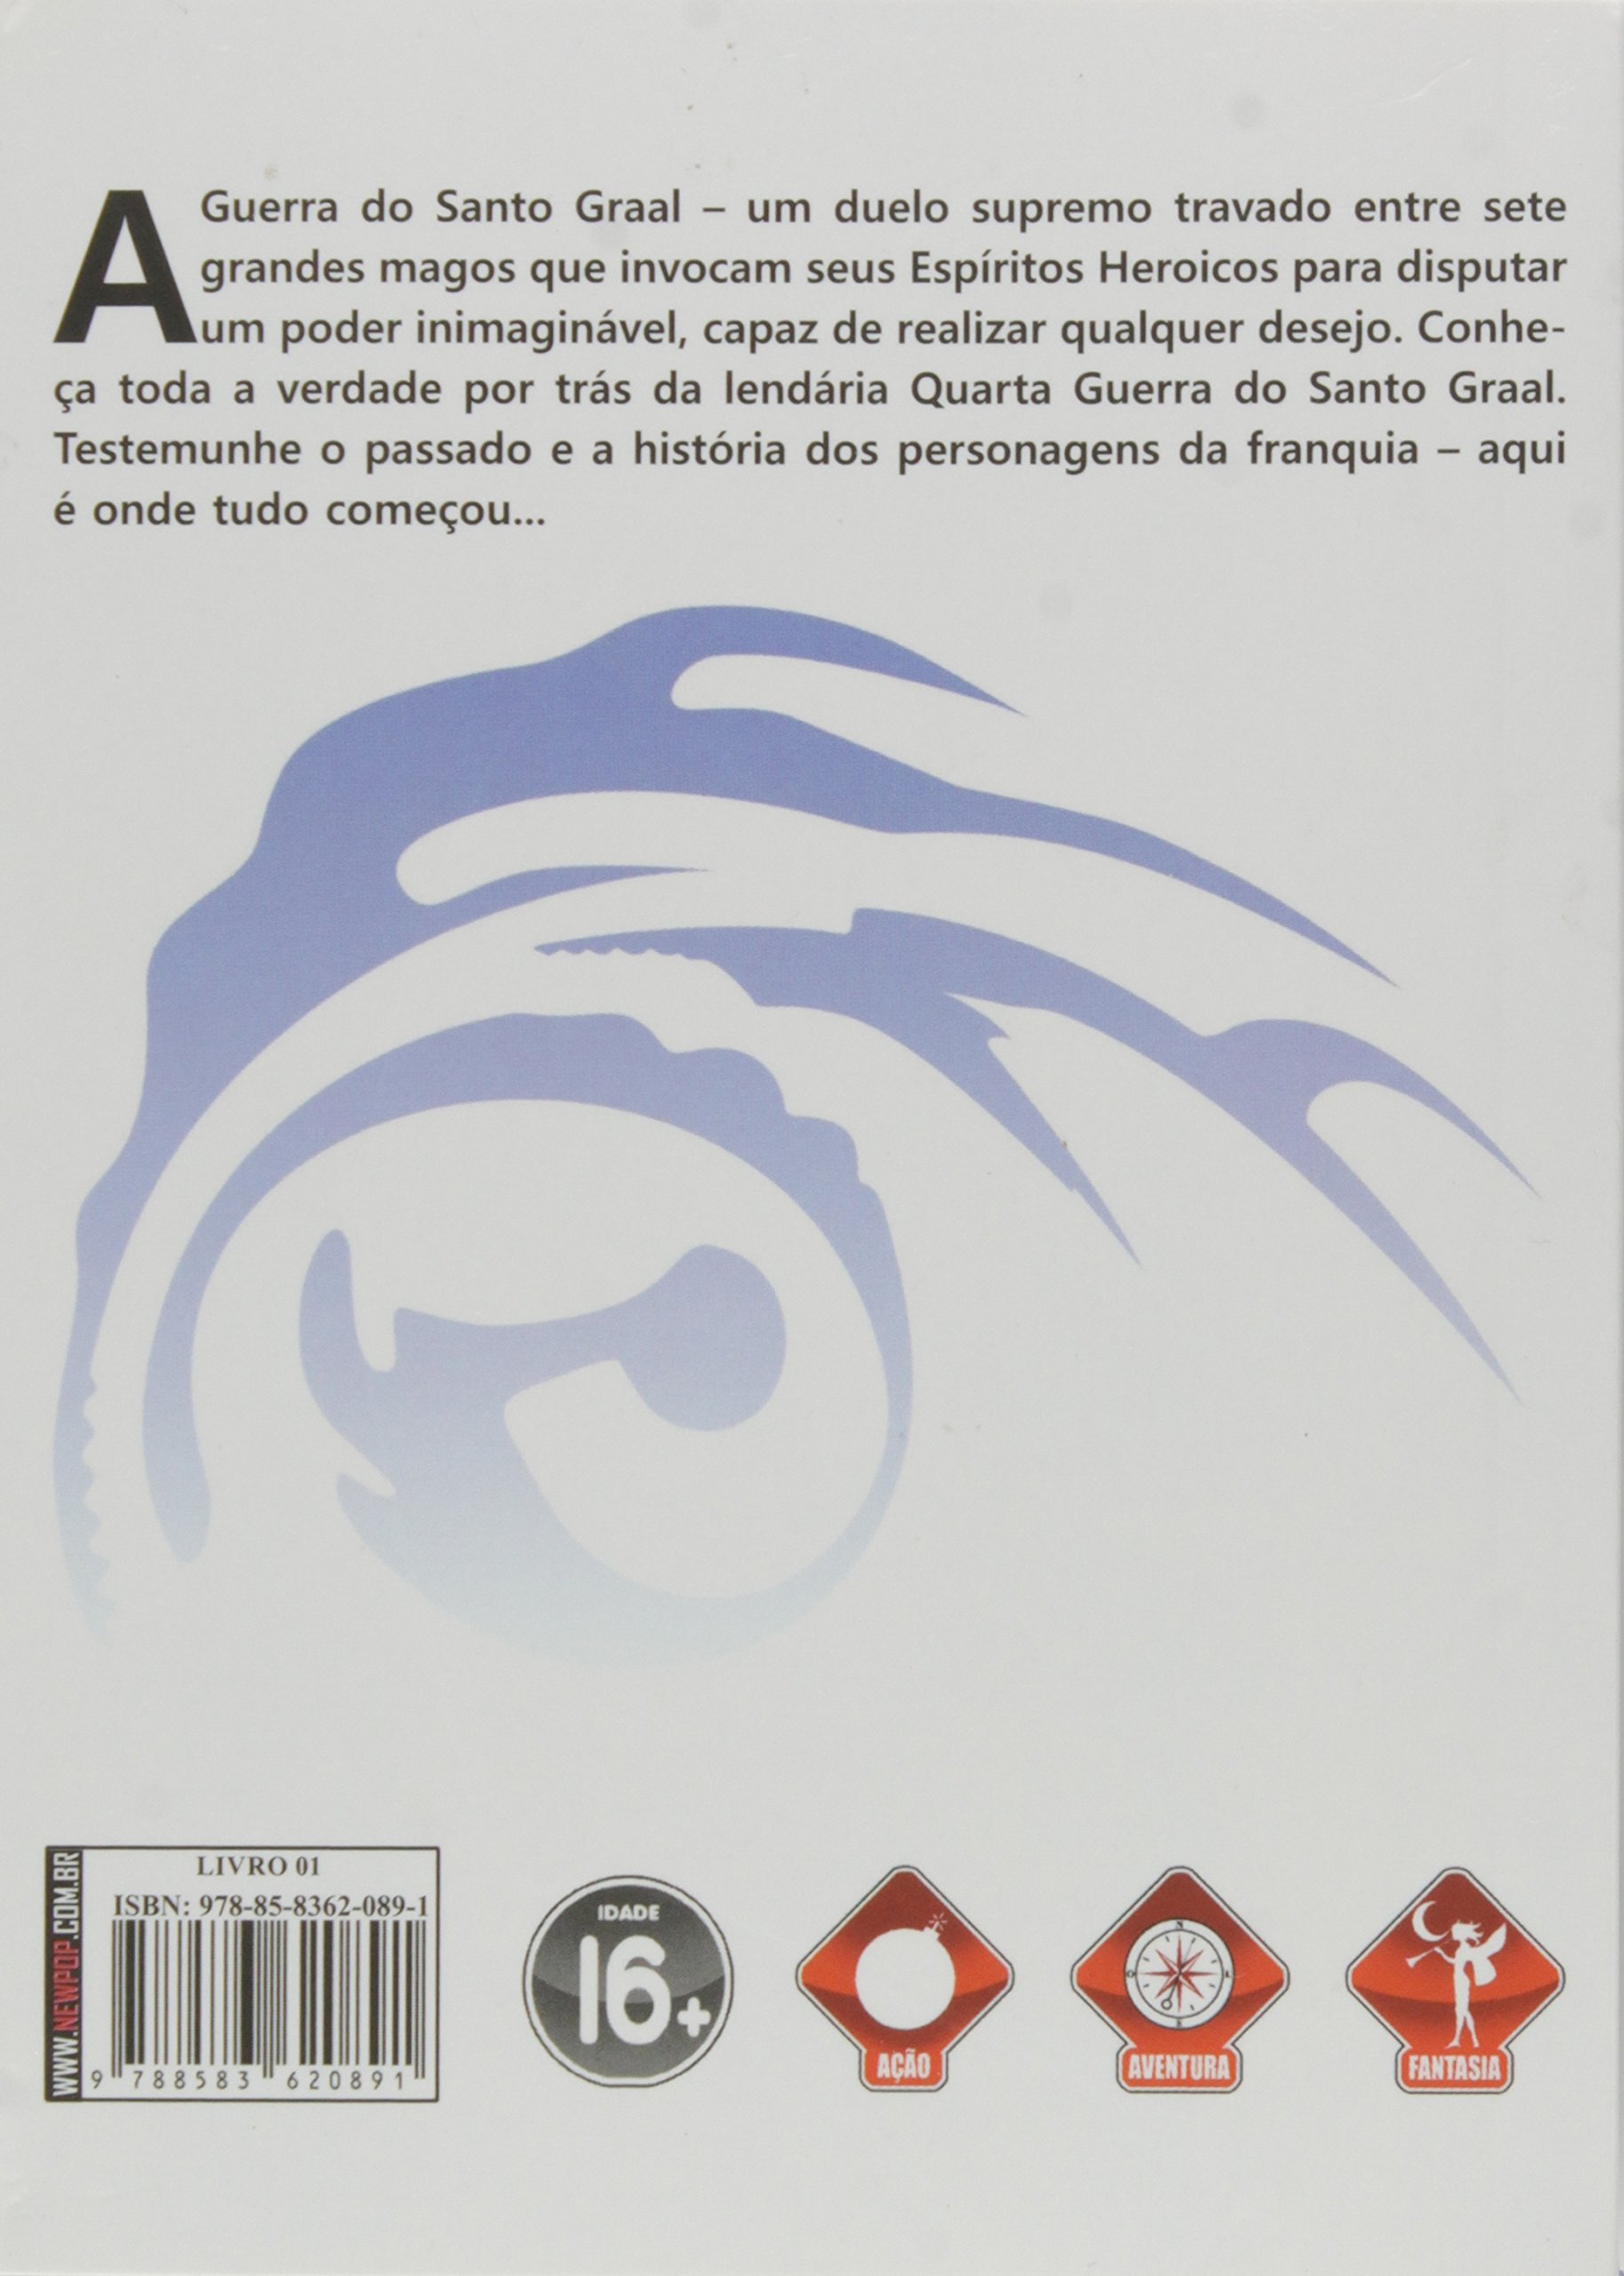 A Guerra do Santo Graal – um duelo supremo travado entre sete
grandes magos que invocam seus Espíritos Heroicos para disputar
um poder inimaginável, capaz de realizar qualquer desejo. Conhe-
ça toda a verdade por trás da lendária Quarta Guerra do Santo Graal.
Testemunhe o passado e a história dos personagens da franquia – aqui
é onde tudo começou...
WWW.NEWPOP.COM.BR
LIVRO 01
ISBN: 978-85-8362-089-1
9 788583 620891
IDADE
16+
AÇÃO
AVENTURA
FANTASIA